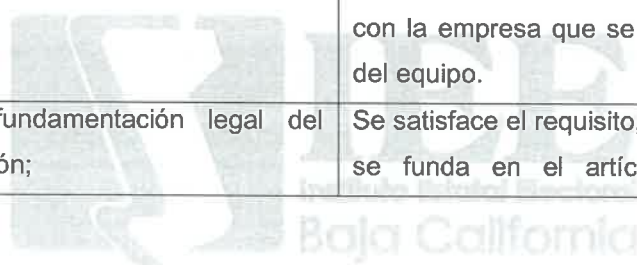 con la empresa que se
del equipo.
fundamentación legal del
ón;
Se satisface el requisito,
se funda en el artíc
IEE
Instituto Estatal Electoral
Baja California